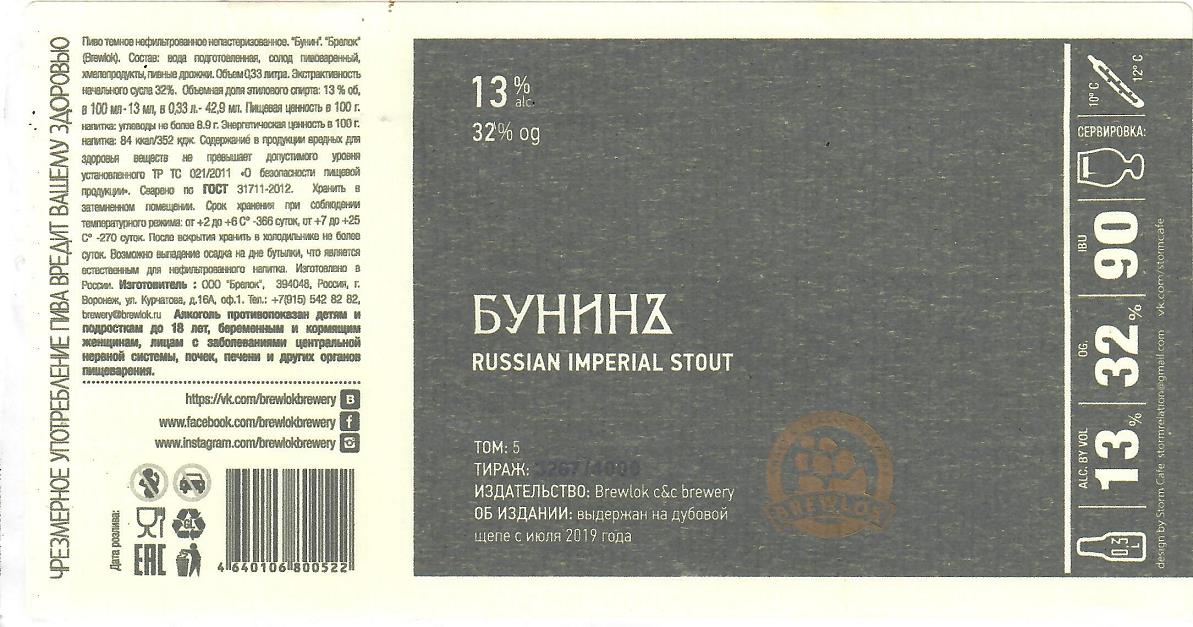 ЧРЕЗМЕРНОЕ УПОТРЕБЛЕНИЕ ПИВА ВРЕДИТ ВАШЕМУ ЗДОРОВЬЮ
Пиво темное нефильтрованное непастеризованное. "Бунин". "Брелок"
(Brewlok). Состав: вода подготовленная, солод пивоваренный,
хмелепродукты, пивные дрожжи. Объем 0,33 литра. Экстрактивность
начального сусла 32%. Объемная доля этилового спирта: 13 % об,
в 100 мл- 13 мл, в 0,33 л.- 42,9 мл. Пищевая ценность в 100 г.
напитка: углеводы не более 8.9 г. Энергетическая ценность в 100 г.
напитка: 84 ккал/352 кдж. Содержание в продукции вредных для
здоровья веществ не превышает допустимого уровня
установленного ТР ТС 021/2011 «О безопасности пищевой
продукции». Сварено по ГОСТ 31711-2012. Хранить в
затемненном помещении. Срок хранения при соблюдении
температурного режима: от +2 до +6 С° -366 суток, от +7 до +25
С° -270 суток. После вскрытия хранить в холодильнике не более
суток. Возможно выпадение осадка на дне бутылки, что является
естественным для нефильтрованного напитка. Изготовлено в
России. Изготовитель : ООО "Брелок", 394048, Россия, г.
Воронеж, ул. Курчатова, д.16А, оф.1. Тел.: +7(915) 542 82 82,
brewery@brewlok.ru Алкоголь противопоказан детям и
подросткам до 18 лет, беременным и кормящим
женщинам, лицам с заболеваниями центральной
нервной системы, почек, печени и других органов
пищеварения.
https://vk.com/brewlokbrewery B
www.facebook.com/brewlokbrewery f
www.instagram.com/brewlokbrewery
Дата розлива:
GL
EAC
4 640106 800522
13 %
alc.
32% og
БУНИНЪ
RUSSIAN IMPERIAL STOUT
ТОМ: 5
ТИРАЖ: 3267/4000
ИЗДАТЕЛЬСТВО: Brewlok c&c brewery
ОБ ИЗДАНИИ: выдержан на дубовой
щепе с июля 2019 года
BREWLOK
0,5 L
ALC. BY VOL
13 %
OG.
32 %
IBU
90
СЕРВИРОВКА:
10° C
12° C
design by Storm Cafe stormrelation@gmail.com vk.com/stormcafe